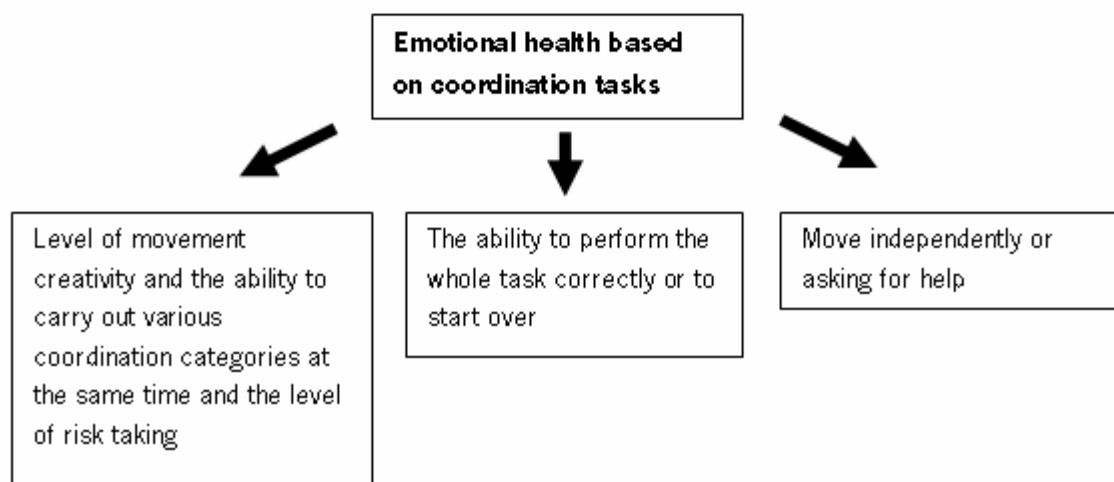 Emotional health based
on coordination tasks
Level of movement
creativity and the ability to
carry out various
coordination categories at
the same time and the level
of risk taking
The ability to perform the
whole task correctly or to
start over
Move independently or
asking for help